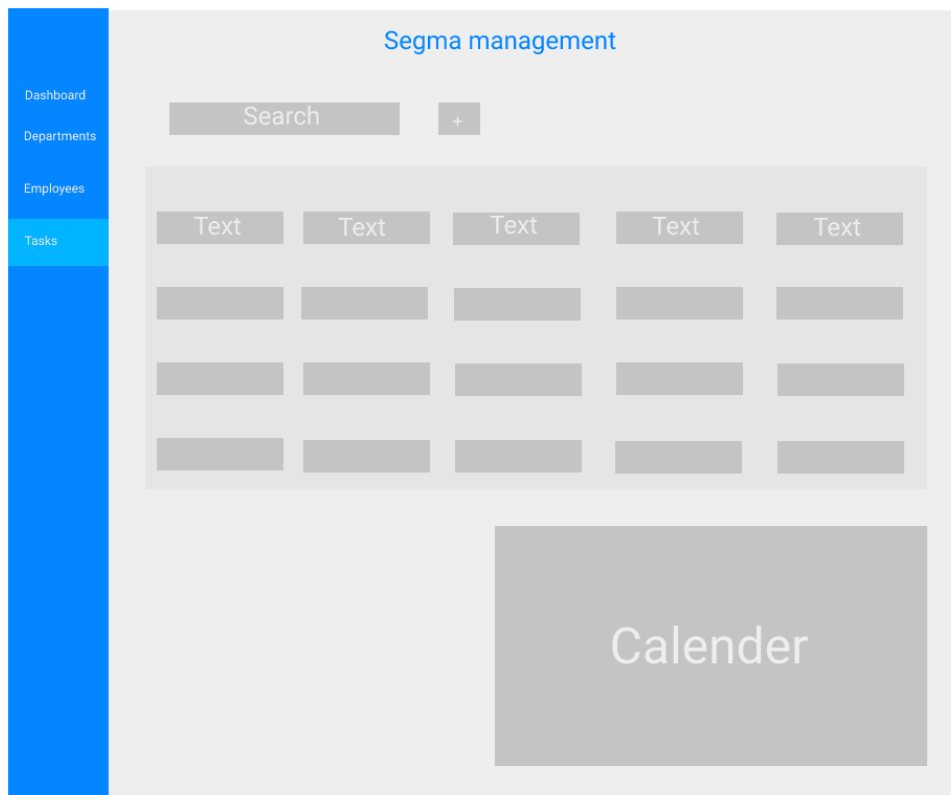 Segma management
Dashboard
Departments
Employees
Tasks
Search
+
Text Text Text Text Text
Calender